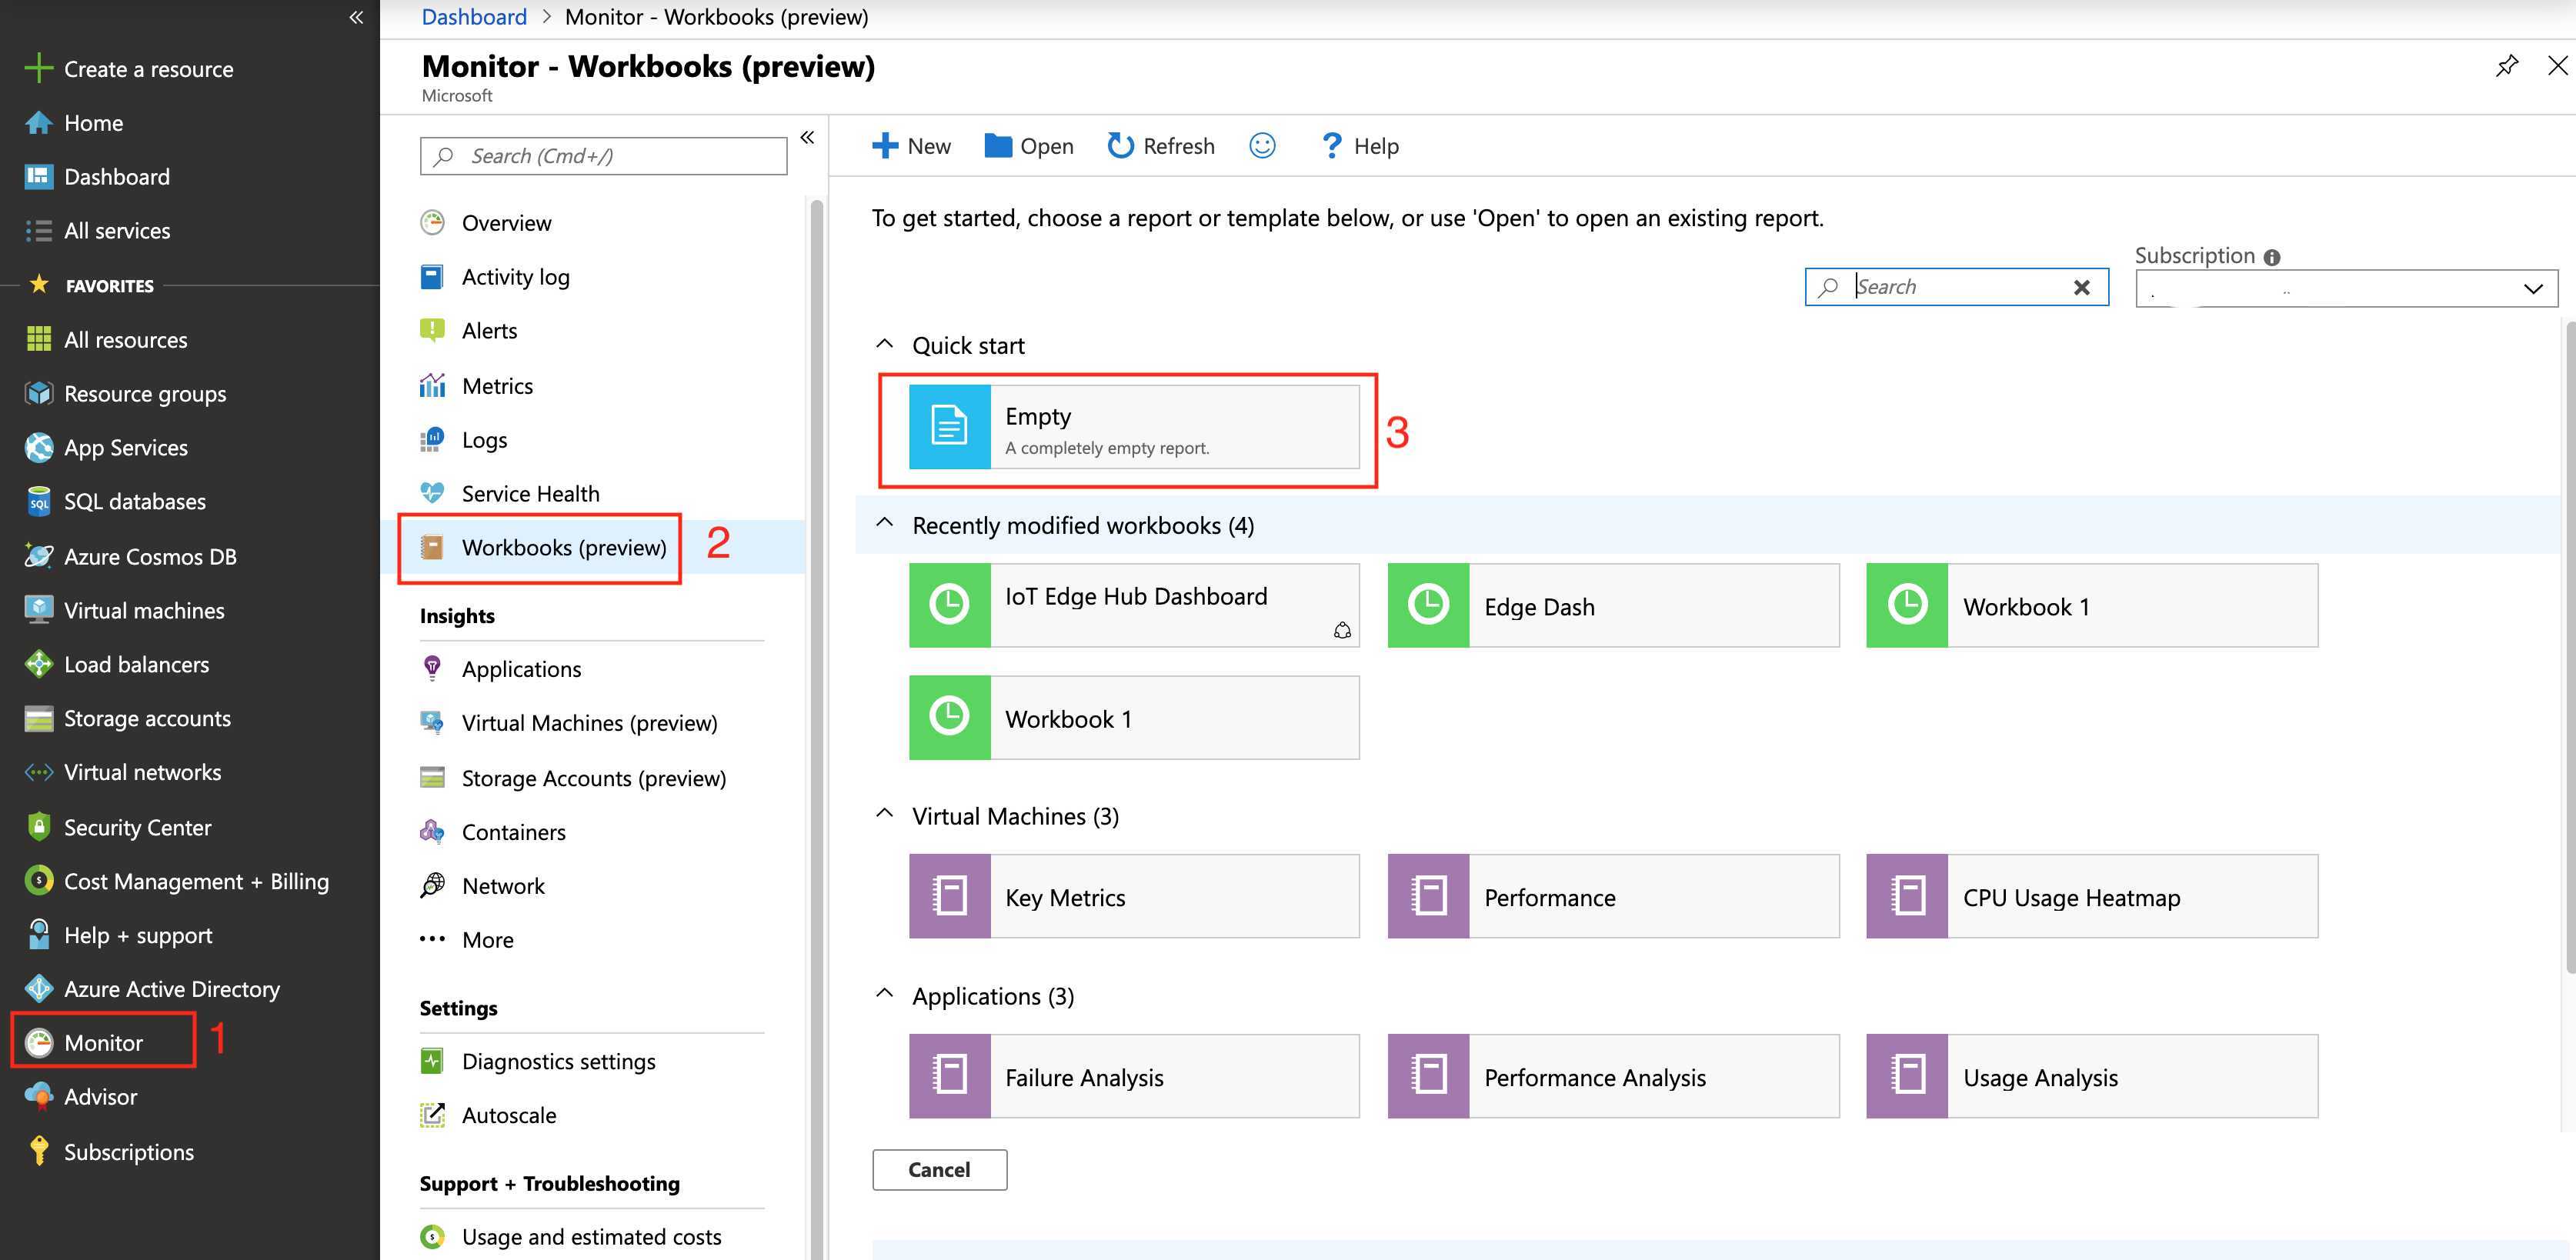 Create a resource
Home
Dashboard
All services
FAVORITES
All resources
Resource groups
App Services
SQL databases
Azure Cosmos DB
Virtual machines
Load balancers
Storage accounts
Virtual networks
Security Center
Cost Management + Billing
Help + support
Azure Active Directory
Monitor
1
Advisor
Subscriptions
Dashboard > Monitor - Workbooks (preview)
Monitor - Workbooks (preview)
Microsoft
Search (Cmd+/)
Overview
Activity log
Alerts
Metrics
Logs
Service Health
Workbooks (preview)
2
Insights
Applications
Virtual Machines (preview)
Storage Accounts (preview)
Containers
Network
More
Settings
Diagnostics settings
Autoscale
Support + Troubleshooting
Usage and estimated costs
New Open Refresh Help
To get started, choose a report or template below, or use 'Open' to open an existing report.
Subscription
Search
Quick start
Empty
A completely empty report.
3
Recently modified workbooks (4)
IoT Edge Hub Dashboard
Edge Dash
Workbook 1
Workbook 1
Virtual Machines (3)
Key Metrics
Performance
CPU Usage Heatmap
Applications (3)
Failure Analysis
Performance Analysis
Usage Analysis
Cancel